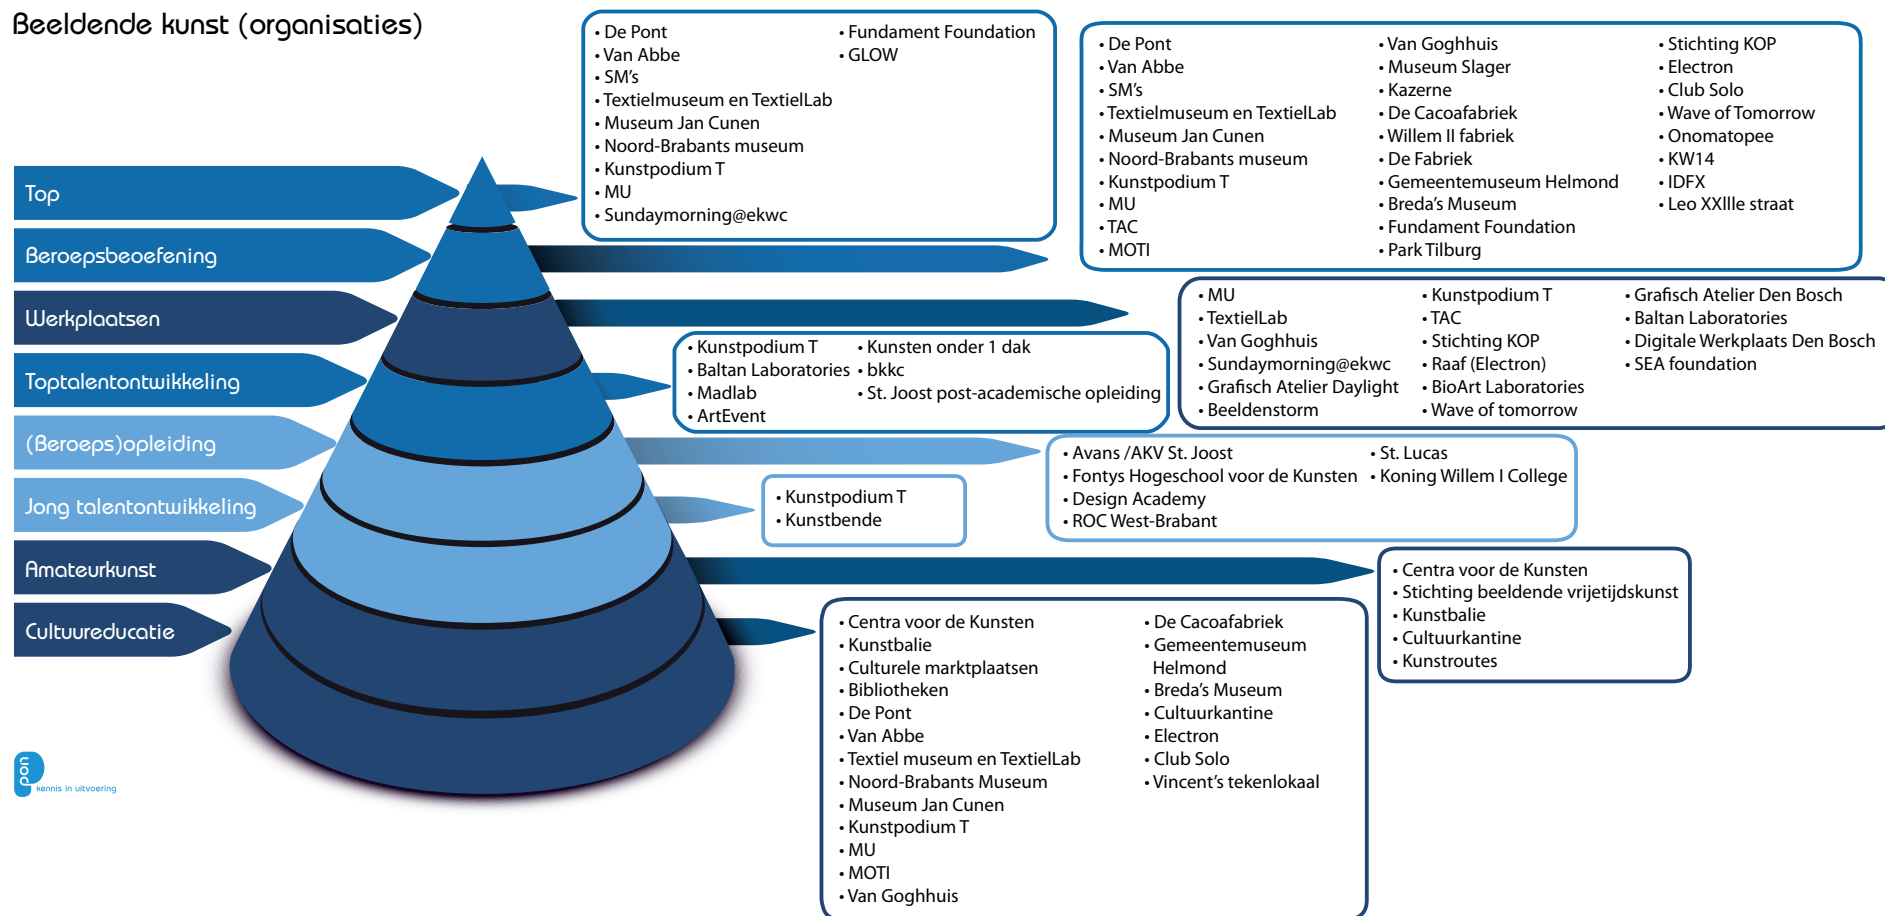 Beeldende kunst (organisaties)
Top
Beroepsbeoefening
Werkplaatsen
Toptalentontwikkeling
(Beroeps)opleiding
Jong talentontwikkeling
Amateurkunst
Cultuureducatie
• De Pont
• Van Abbe
• SM's
• Textielmuseum en TextielLab
• Museum Jan Cunen
• Noord-Brabants museum
• Kunstpodium T
• MU
• Sundaymorning@ekwc
• Fundament Foundation
• GLOW
• De Pont
• Van Abbe
• SM's
• Textielmuseum en TextielLab
• Museum Jan Cunen
• Noord-Brabants museum
• Kunstpodium T
• MU
• TAC
• MOTI
• Van Goghhuis
• Museum Slager
• Kazerne
• De Cacoafabriek
• Willem II fabriek
• De Fabriek
• Gemeentemuseum Helmond
• Breda's Museum
• Fundament Foundation
• Park Tilburg
• Stichting KOP
• Electron
• Club Solo
• Wave of Tomorrow
• Onomatopee
• KW14
• IDFX
• Leo XXIIIe straat
• MU
• TextielLab
• Van Goghhuis
• Sundaymorning@ekwc
• Grafisch Atelier Daylight
• Beeldenstorm
• Kunstpodium T
• TAC
• Stichting KOP
• Raaf (Electron)
• BioArt Laboratories
• Wave of tomorrow
• Grafisch Atelier Den Bosch
• Baltan Laboratories
• Digitale Werkplaats Den Bosch
• SEA foundation
• Kunstpodium T
• Baltan Laboratories
• Madlab
• ArtEvent
• Kunsten onder 1 dak
• bkkc
• St. Joost post-academische opleiding
• Avans /AKV St. Joost
• Fontys Hogeschool voor de Kunsten
• Design Academy
• ROC West-Brabant
• St. Lucas
• Koning Willem I College
• Kunstpodium T
• Kunstbende
• Centra voor de Kunsten
• Stichting beeldende vrijetijdskunst
• Kunstbalie
• Cultuurkantine
• Kunstroutes
• Centra voor de Kunsten
• Kunstbalie
• Culturele marktplaatsen
• Bibliotheken
• De Pont
• Van Abbe
• Textiel museum en TextielLab
• Noord-Brabants Museum
• Museum Jan Cunen
• Kunstpodium T
• MU
• MOTI
• Van Goghhuis
• De Cacoafabriek
• Gemeentemuseum
Helmond
• Breda's Museum
• Cultuurkantine
• Electron
• Club Solo
• Vincent's tekenlokaal
pon
kennis in uitvoering